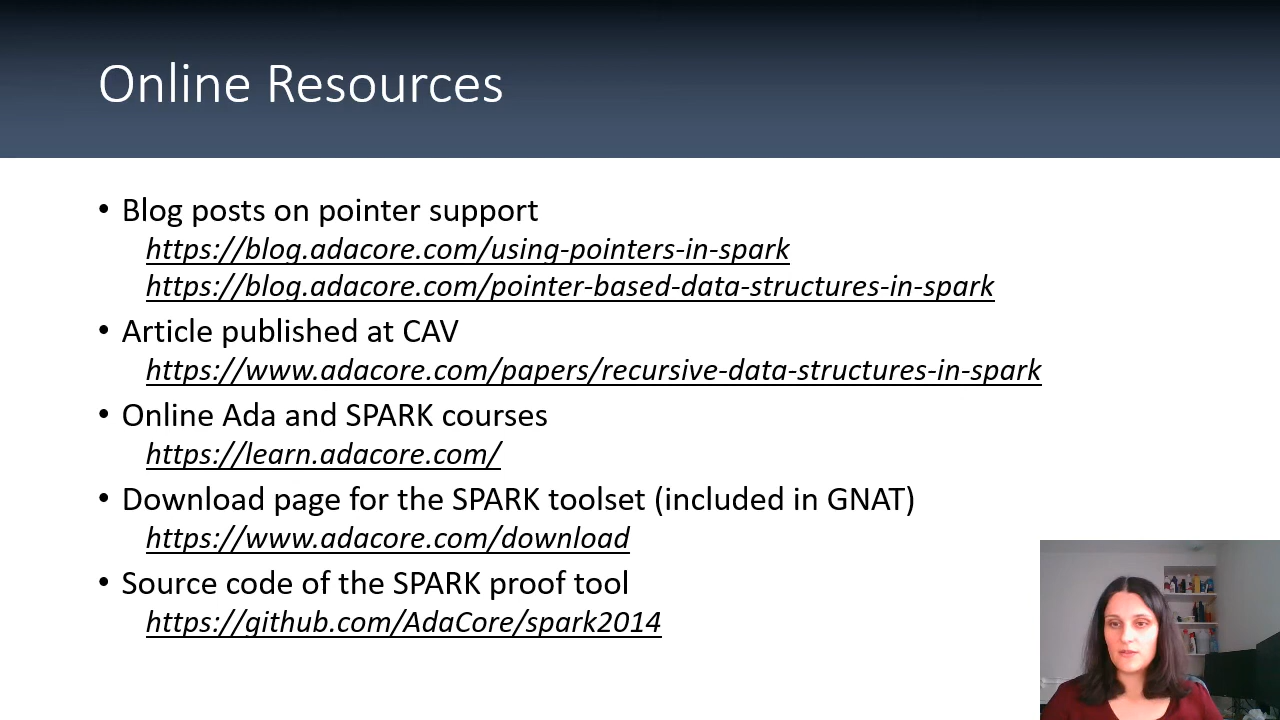 Online Resources
• Blog posts on pointer support
https://blog.adacore.com/using-pointers-in-spark
https://blog.adacore.com/pointer-based-data-structures-in-spark
• Article published at CAV
https://www.adacore.com/papers/recursive-data-structures-in-spark
• Online Ada and SPARK courses
https://learn.adacore.com/
• Download page for the SPARK toolset (included in GNAT)
https://www.adacore.com/download
• Source code of the SPARK proof tool
https://github.com/AdaCore/spark2014